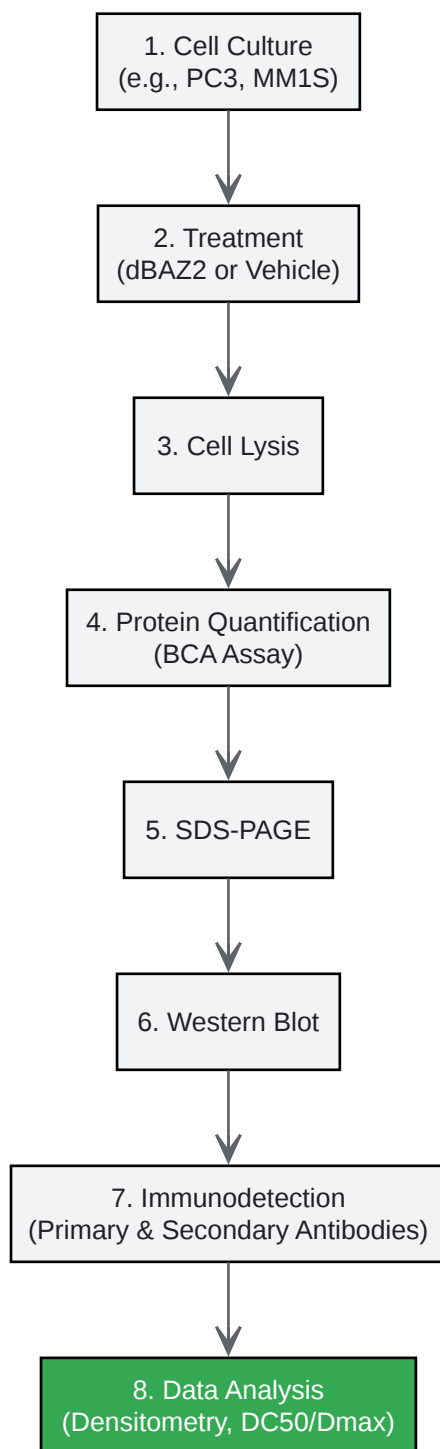 1. Cell Culture
(e.g., PC3, MM1S)
2. Treatment
(dBAZ2 or Vehicle)
3. Cell Lysis
4. Protein Quantification
(BCA Assay)
5. SDS-PAGE
6. Western Blot
7. Immunodetection
(Primary & Secondary Antibodies)
8. Data Analysis
(Densitometry, DC50/Dmax)